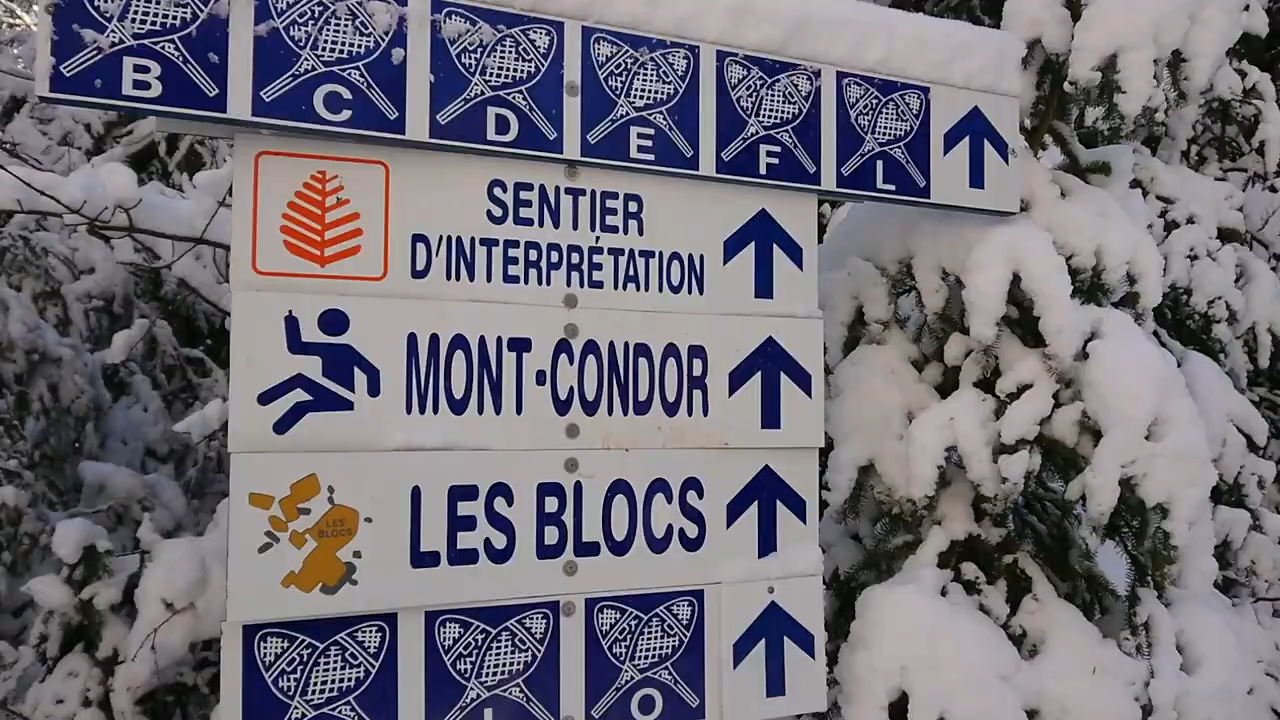 B C D E F L
SENTIER
D'INTERPRÉTATION
MONT-CONDOR
LES BLOCS
LES
BLOCS
O